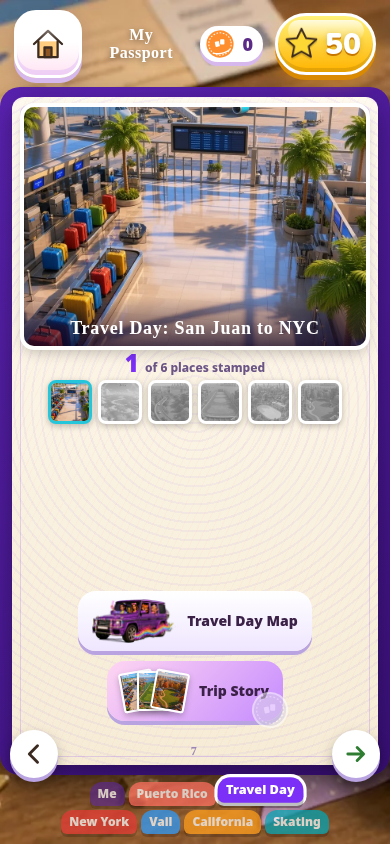 My
Passport
0
50
Travel Day: San Juan to NYC
1 of 6 places stamped
Travel Day Map
Trip Story
7
Me
Puerto Rico
Travel Day
New York
Vail
California
Skating